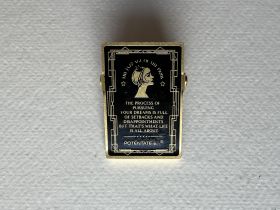 THE PROCESS OF
PURSUING
YOUR DREAMS IS FULL
OF SETBACKS AND
DISAPPOINTMENTS
BUT THAT'S WHAT LIFE
IS ALL ABOUT
POTENTATE